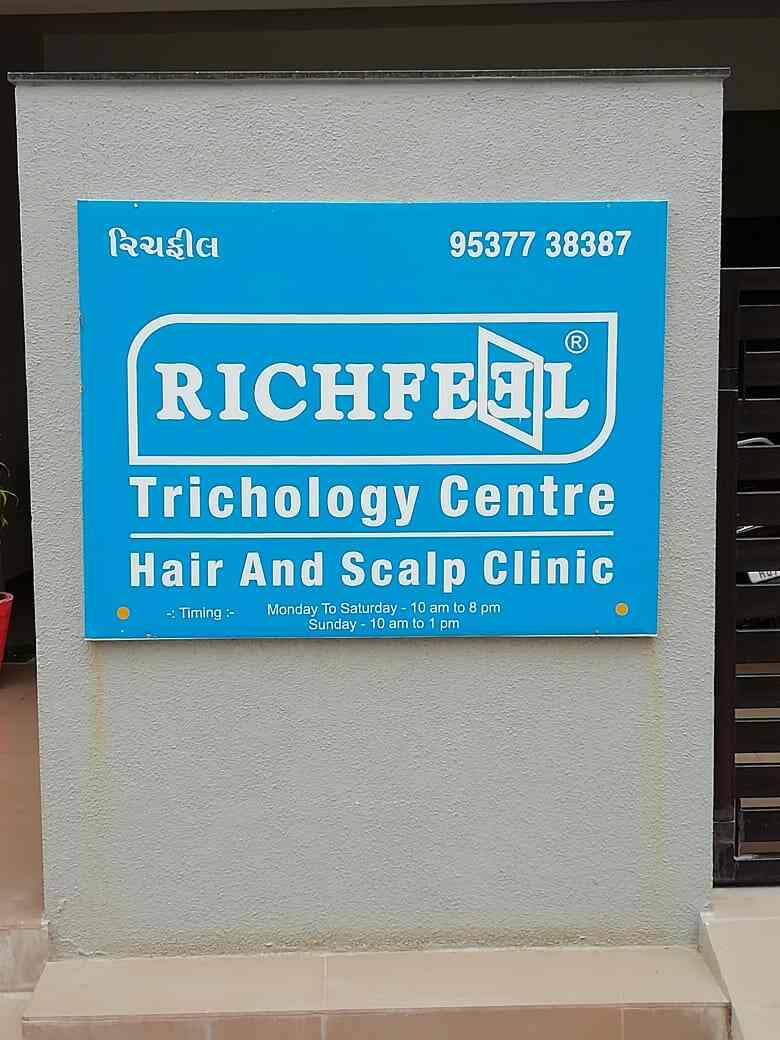 રિચફીલ 95377 38387
RICHFEEL®
Trichology Centre
Hair And Scalp Clinic
-: Timing :- Monday To Saturday - 10 am to 8 pm
Sunday - 10 am to 1 pm